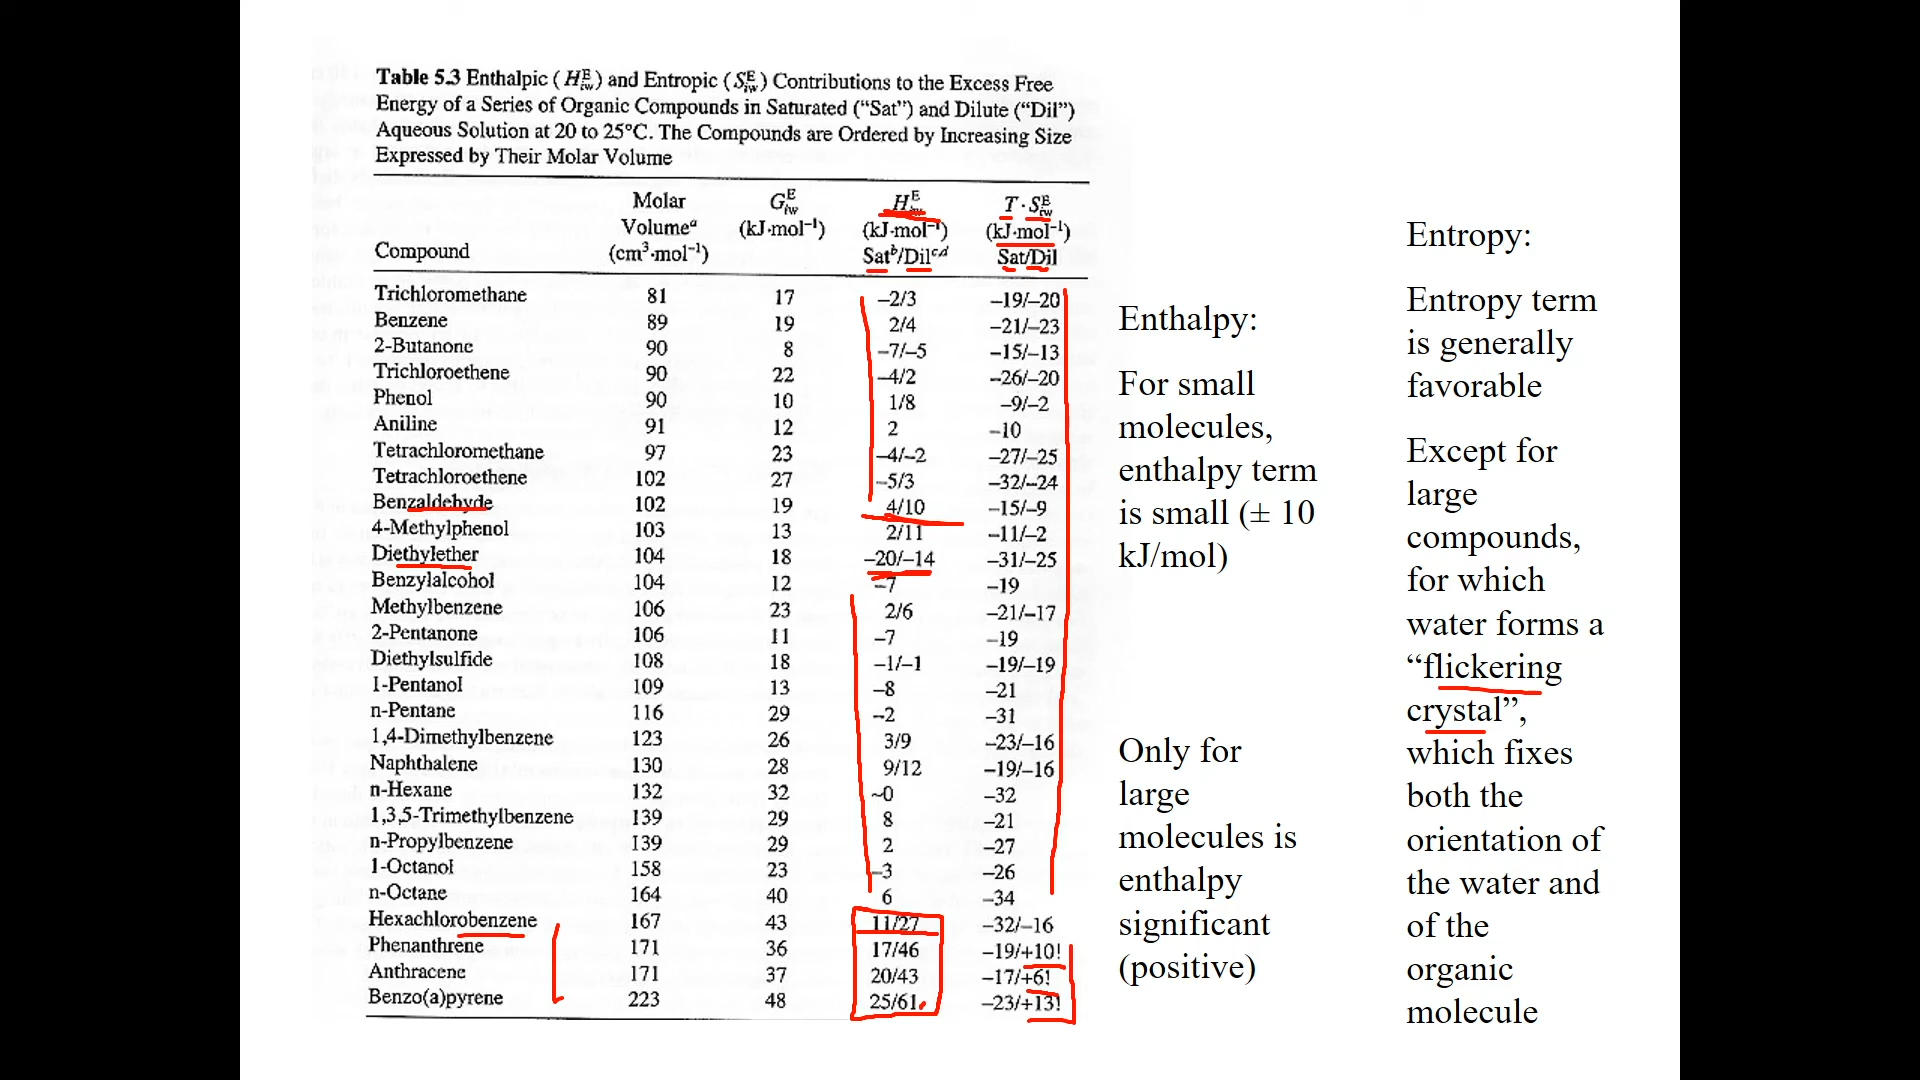 Table 5.3 Enthalpic (H^E_iw) and Entropic (S^E_iw) Contributions to the Excess Free
Energy of a Series of Organic Compounds in Saturated (“Sat”) and Dilute (“Dil”)
Aqueous Solution at 20 to 25°C. The Compounds are Ordered by Increasing Size
Expressed by Their Molar Volume
Molar G^E_iw H^E_iw T · S^E_iw
Volume^a (kJ·mol⁻¹) (kJ·mol⁻¹) (kJ·mol⁻¹)
Compound (cm³·mol⁻¹) Sat^b/Dil^c,d Sat/Dil
Trichloromethane 81 17 –2/3 –19/–20
Benzene 89 19 2/4 –21/–23
2-Butanone 90 8 –7/–5 –15/–13
Trichloroethene 90 22 –4/2 –26/–20
Phenol 90 10 1/8 –9/–2
Aniline 91 12 2 –10
Tetrachloromethane 97 23 –4/–2 –27/–25
Tetrachloroethene 102 27 –5/3 –32/–24
Benzaldehyde 102 19 4/10 –15/–9
4-Methylphenol 103 13 2/11 –11/–2
Diethylether 104 18 –20/–14 –31/–25
Benzylalcohol 104 12 –7 –19
Methylbenzene 106 23 2/6 –21/–17
2-Pentanone 106 11 –7 –19
Diethylsulfide 108 18 –1/–1 –19/–19
1-Pentanol 109 13 –8 –21
n-Pentane 116 29 –2 –31
1,4-Dimethylbenzene 123 26 3/9 –23/–16
Naphthalene 130 28 9/12 –19/–16
n-Hexane 132 32 ~0 –32
1,3,5-Trimethylbenzene 139 29 8 –21
n-Propylbenzene 139 29 2 –27
1-Octanol 158 23 –3 –26
n-Octane 164 40 6 –34
Hexachlorobenzene 167 43 11/27 –32/–16
Phenanthrene 171 36 17/46 –19/+10!
Anthracene 171 37 20/43 –17/+6!
Benzo(a)pyrene 223 48 25/61 –23/+13!
Enthalpy:
For small
molecules,
enthalpy term
is small (± 10
kJ/mol)
Only for
large
molecules is
enthalpy
significant
(positive)
Entropy:
Entropy term
is generally
favorable
Except for
large
compounds,
for which
water forms a
“flickering
crystal”,
which fixes
both the
orientation of
the water and
of the
organic
molecule